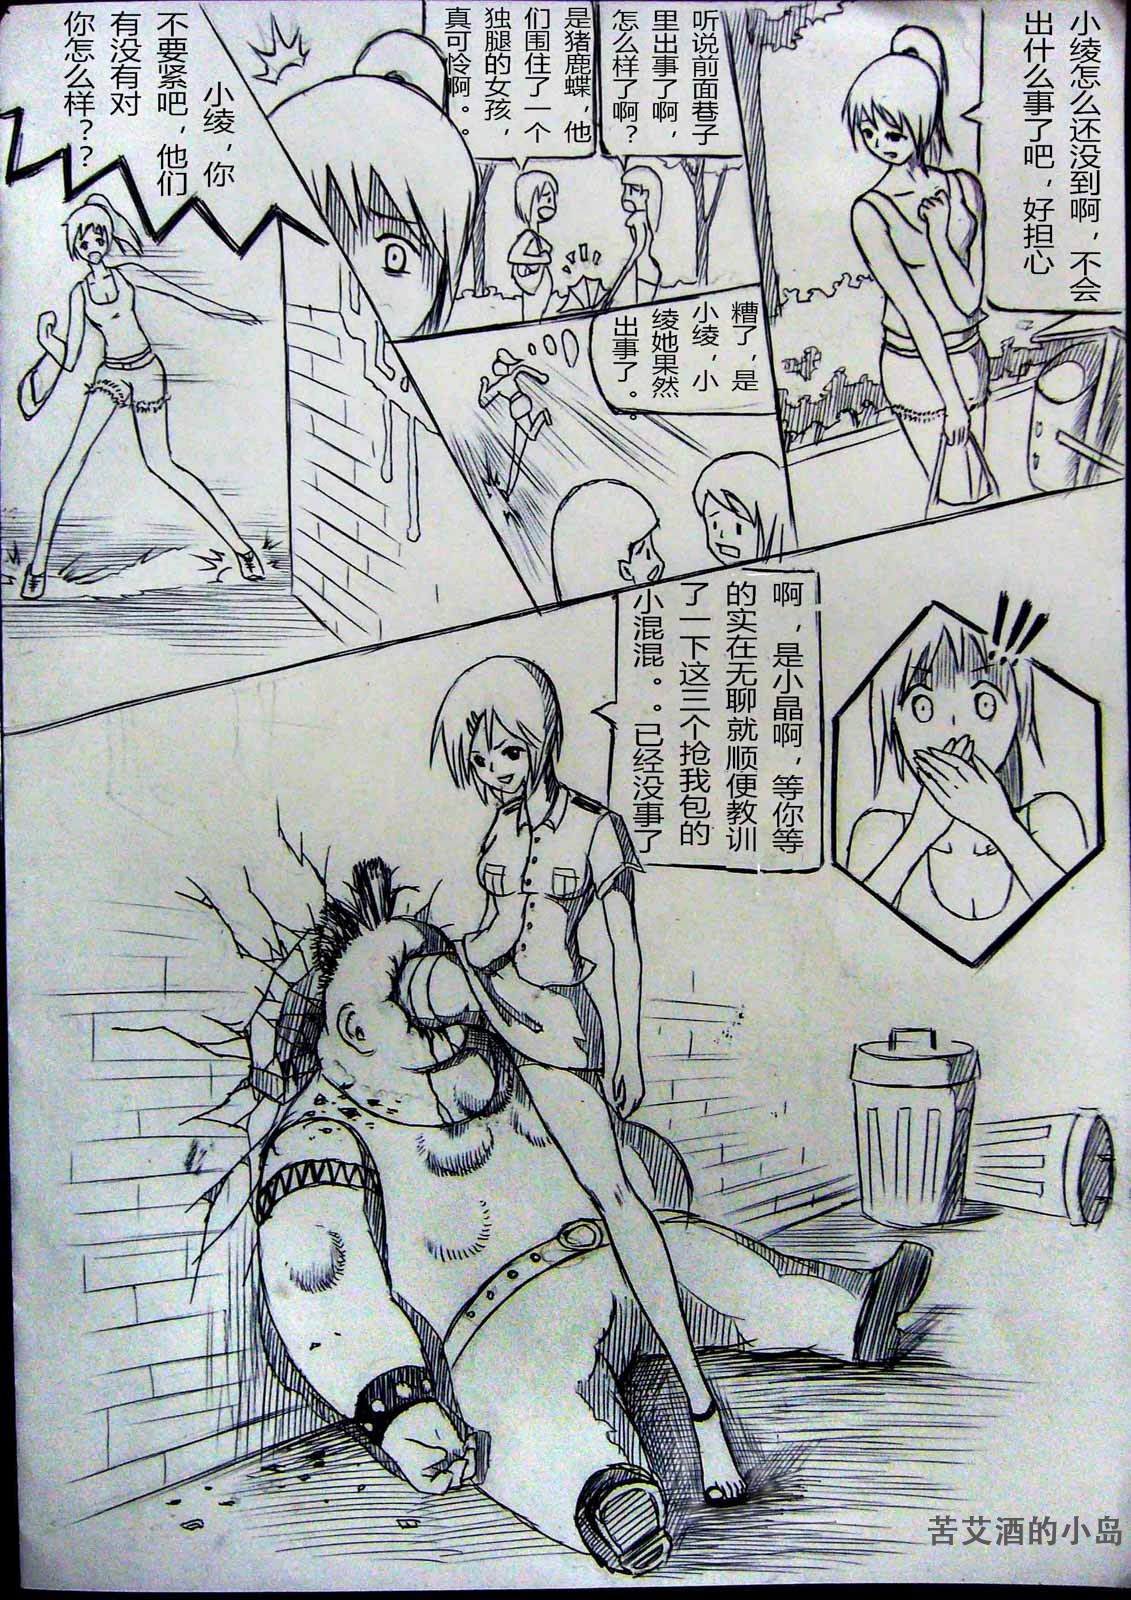 小绫怎么还没到啊，不会
出什么事了吧，好担心
听说前面巷子
里出事了啊，
怎么样了啊？
是猪鹿蝶，他
们围住了一个
独腿的女孩，
真可怜啊。。
糟了，是
小绫，小
绫她果然
出事了。。
小绫，你
不要紧吧，他们
有没有对
你怎么样？？
!!!
啊，是小晶啊，等你等
的实在无聊就顺便教训
了一下这三个抢我包的
小混混。。已经没事了
苦艾酒的小岛